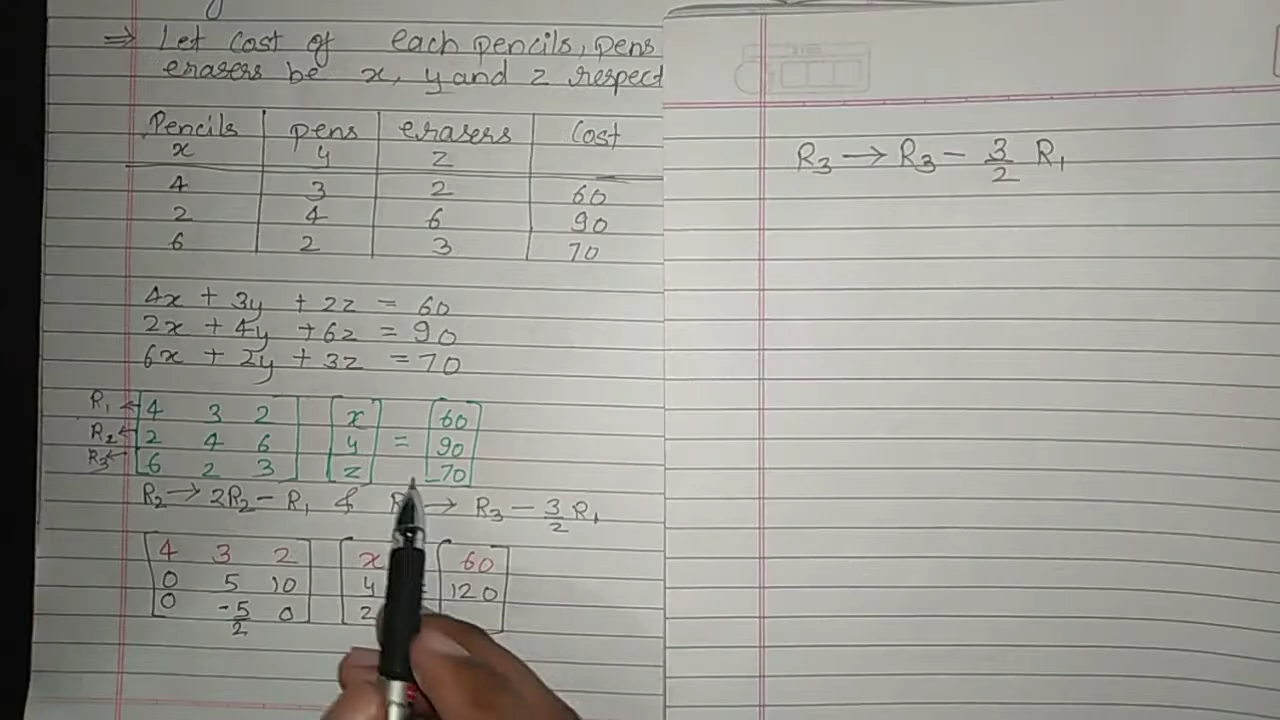 ⇒ Let cost of each pencils, pens
erasers be x, y and z respect
Pencils pens erasers Cost
x y z
4 3 2 60
2 4 6 90
6 2 3 70
4x + 3y + 2z = 60
2x + 4y + 6z = 90
6x + 2y + 3z = 70
R1 ← [4 3 2] [x] [60]
R2 ← [2 4 6] [y] = [90]
R3 ← [6 2 3] [z] [70]
R2 → 2R2 - R1 & R → R3 - 3/2 R1
[4 3 2] [x [60]
[0 5 10] [y [120]
[0 -5/2 0] [z
R3 → R3 - 3/2 R1